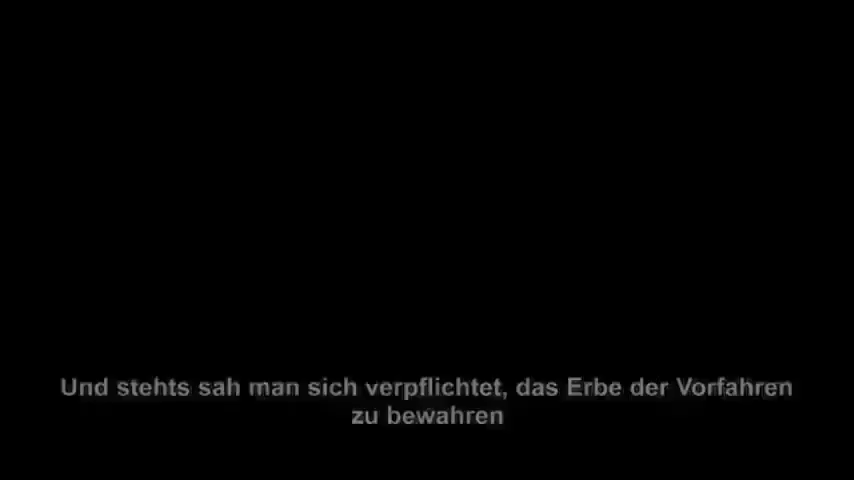 Und stehts sah man sich verpflichtet, das Erbe der Vorfahren
zu bewahren